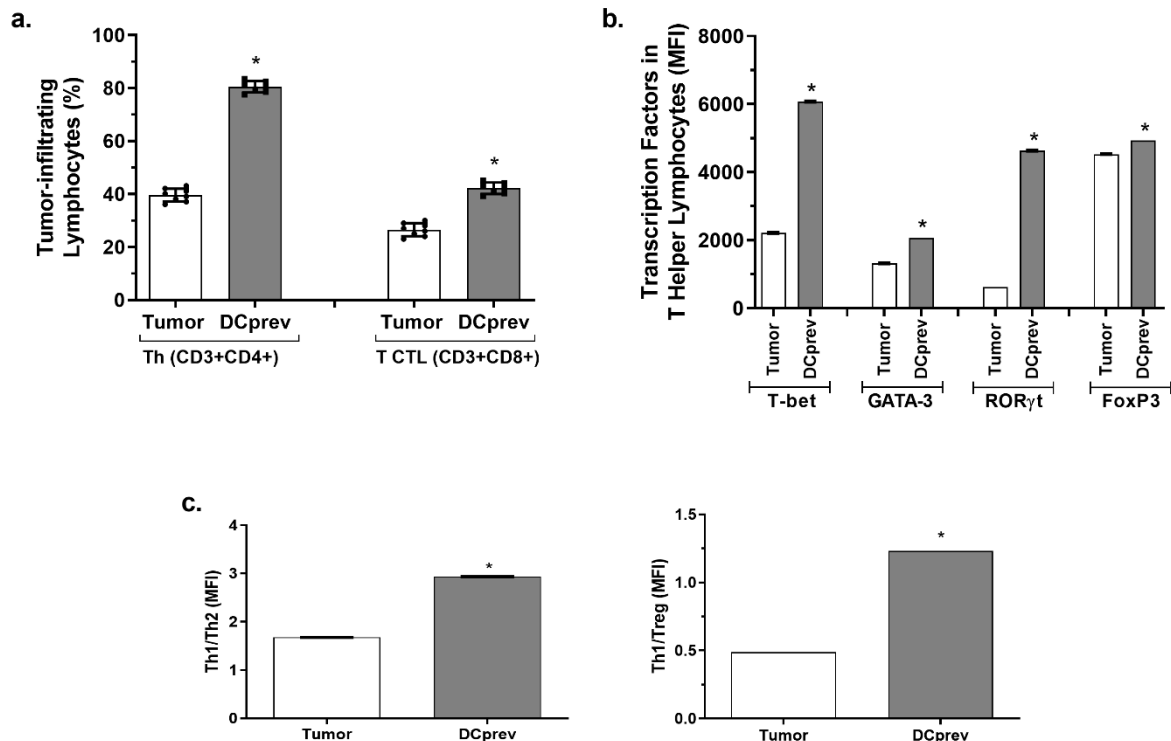 a.
Tumor-infiltrating
Lymphocytes (%)
100
80
60
40
20
0
*
*
Tumor DCprev Tumor DCprev
Th (CD3+CD4+) T CTL (CD3+CD8+)
b.
Transcription Factors in
T Helper Lymphocytes (MFI)
8000
6000
4000
2000
0
*
*
*
*
Tumor
DCprev
Tumor
DCprev
Tumor
DCprev
Tumor
DCprev
T-bet GATA-3 RORγt FoxP3
c.
Th1/Th2 (MFI)
4
3
2
1
0
*
Tumor DCprev
Th1/Treg (MFI)
1.5
1.0
0.5
0.0
*
Tumor DCprev